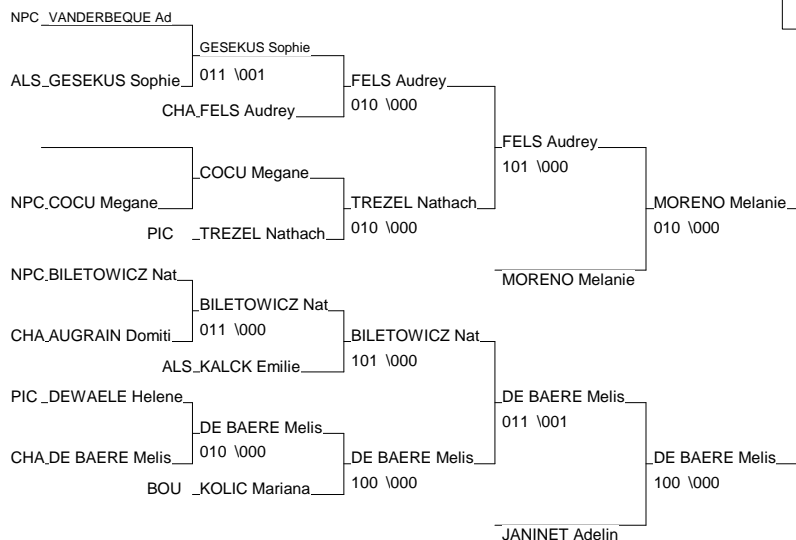 NPC VANDERBEQUE Ad
GESEKUS Sophie
ALS GESEKUS Sophie
011 \001
FELS Audrey
CHA FELS Audrey
010 \000
FELS Audrey
101 \000
COCU Megane
NPC COCU Megane
TREZEL Nathach
MORENO Melanie
PIC TREZEL Nathach
010 \000
010 \000
NPC BILETOWICZ Nat
MORENO Melanie
BILETOWICZ Nat
011 \000
CHA AUGRAIN Domiti
BILETOWICZ Nat
ALS KALCK Emilie
101 \000
PIC DEWAELE Helene
DE BAERE Melis
011 \001
DE BAERE Melis
010 \000
CHA DE BAERE Melis
DE BAERE Melis
DE BAERE Melis
BOU KOLIC Mariana
100 \000
100 \000
JANINET Adelin